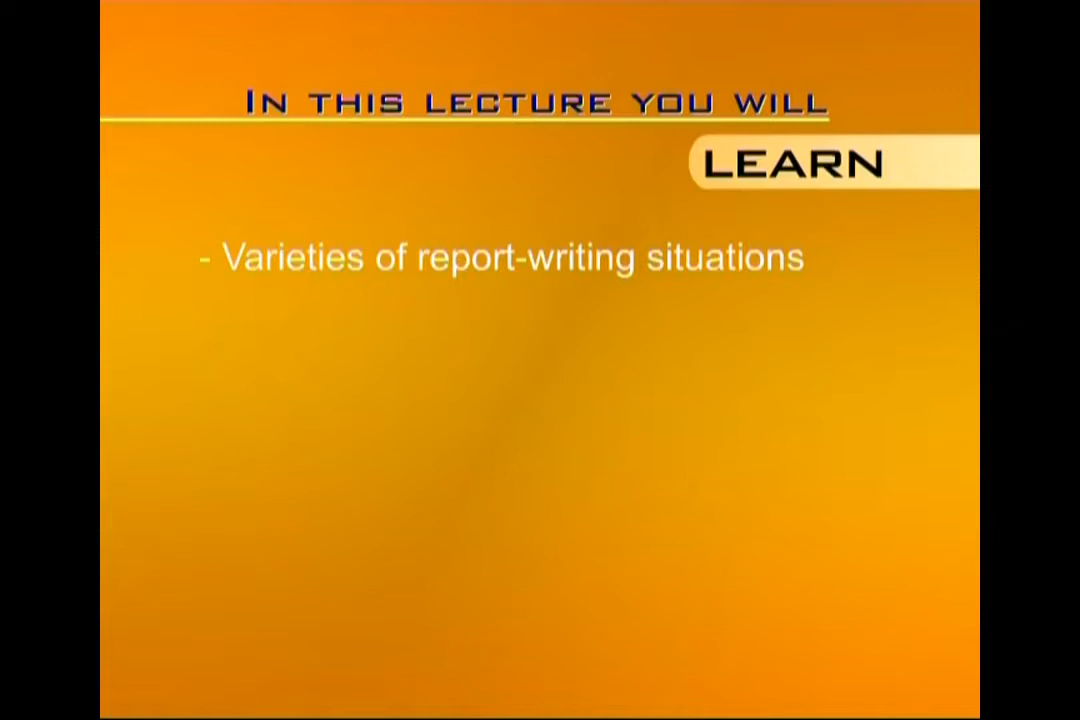 In this lecture you will
LEARN
- Varieties of report-writing situations